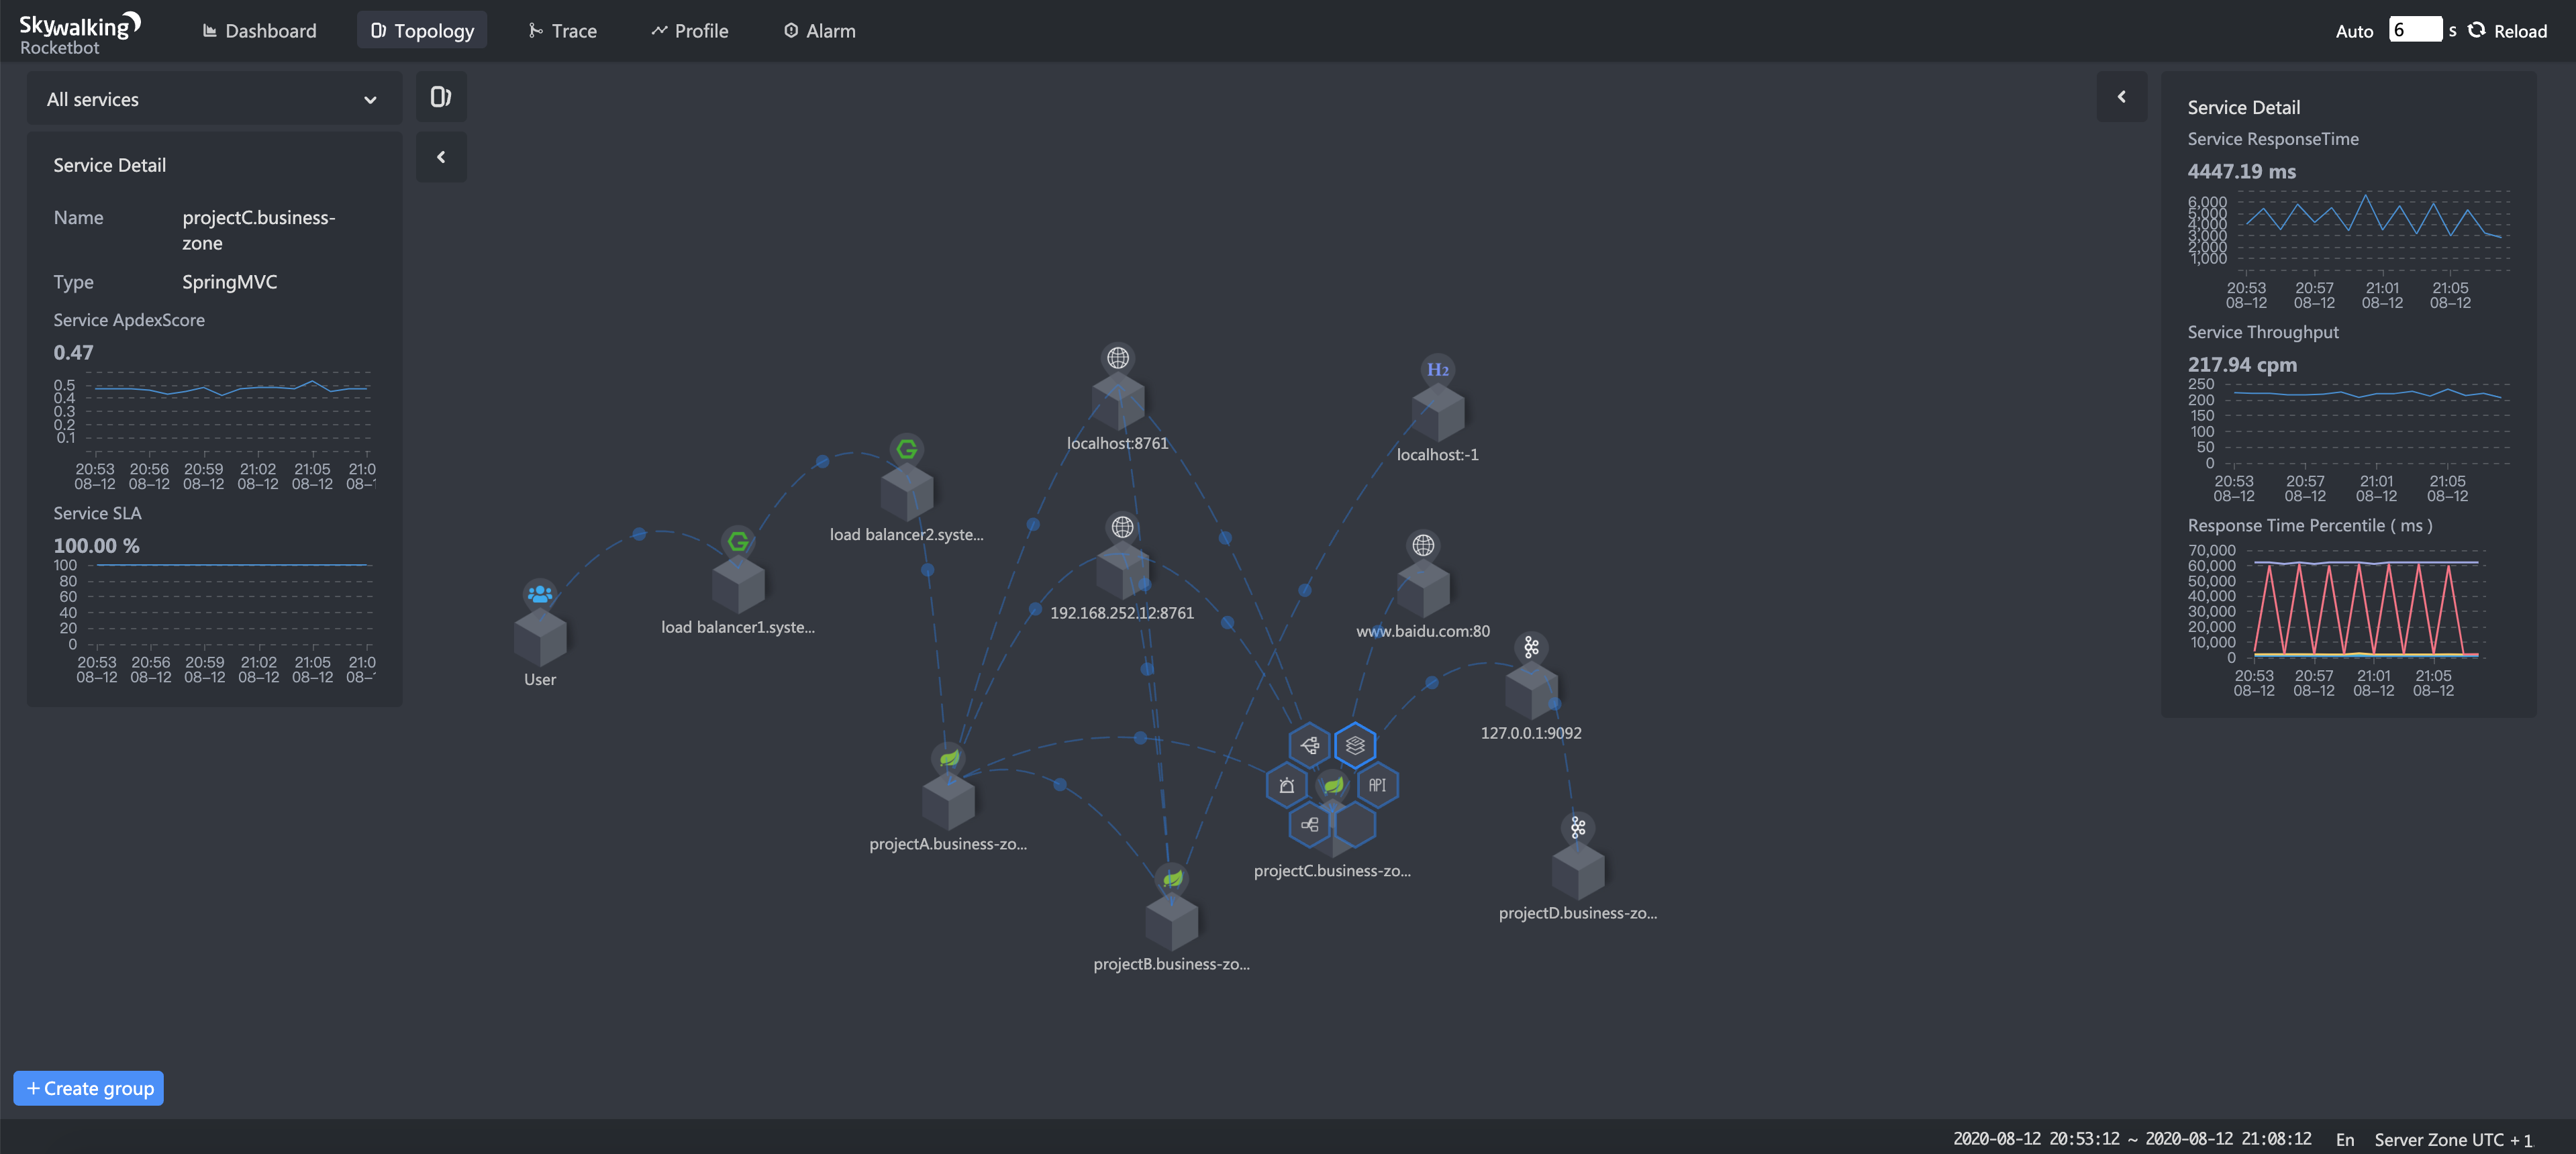 Skywalking
Rocketbot
Dashboard
Topology
Trace
Profile
Alarm
Auto 6 s Reload
All services
Service Detail
Name projectC.business-
zone
Type SpringMVC
Service ApdexScore
0.47
0.5
0.4
0.3
0.2
0.1
20:53 20:56 20:59 21:02 21:05 21:0
08-12 08-12 08-12 08-12 08-12 08-1
Service SLA
100.00 %
100
80
60
40
20
0
20:53 20:56 20:59 21:02 21:05 21:0
08-12 08-12 08-12 08-12 08-12 08-1
localhost:8761
H2
localhost:-1
load balancer2.syste...
192.168.252.12:8761
load balancer1.syste...
www.baidu.com:80
User
127.0.0.1:9092
API
projectA.business-zo...
projectC.business-zo...
projectD.business-zo...
projectB.business-zo...
Service Detail
Service ResponseTime
4447.19 ms
6,000
5,000
4,000
3,000
2,000
1,000
20:53 20:57 21:01 21:05
08-12 08-12 08-12 08-12
Service Throughput
217.94 cpm
250
200
150
100
50
0
20:53 20:57 21:01 21:05
08-12 08-12 08-12 08-12
Response Time Percentile ( ms )
70,000
60,000
50,000
40,000
30,000
20,000
10,000
0
20:53 20:57 21:01 21:05
08-12 08-12 08-12 08-12
+ Create group
2020-08-12 20:53:12 ~ 2020-08-12 21:08:12 En Server Zone UTC + 1